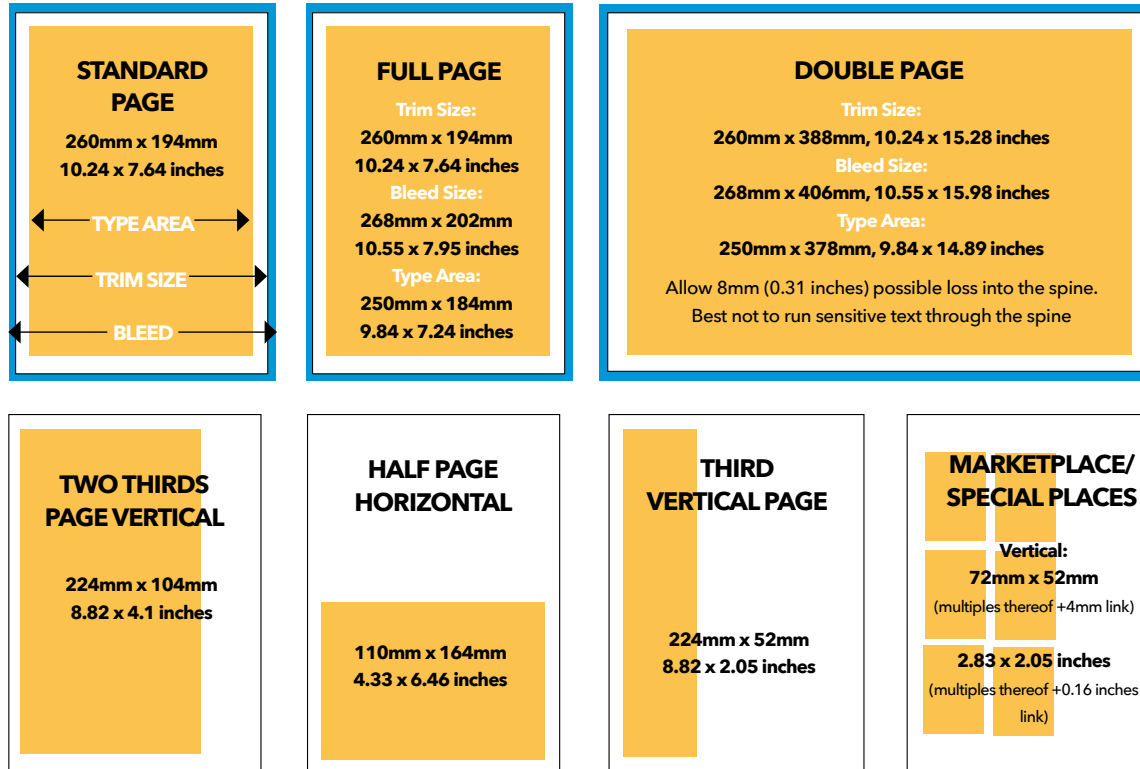 STANDARD
PAGE
260mm x 194mm
10.24 x 7.64 inches
TYPE AREA
TRIM SIZE
BLEED
FULL PAGE
Trim Size:
260mm x 194mm
10.24 x 7.64 inches
Bleed Size:
268mm x 202mm
10.55 x 7.95 inches
Type Area:
250mm x 184mm
9.84 x 7.24 inches
DOUBLE PAGE
Trim Size:
260mm x 388mm, 10.24 x 15.28 inches
Bleed Size:
268mm x 406mm, 10.55 x 15.98 inches
Type Area:
250mm x 378mm, 9.84 x 14.89 inches
Allow 8mm (0.31 inches) possible loss into the spine.
Best not to run sensitive text through the spine
TWO THIRDS
PAGE VERTICAL
224mm x 104mm
8.82 x 4.1 inches
HALF PAGE
HORIZONTAL
110mm x 164mm
4.33 x 6.46 inches
THIRD
VERTICAL PAGE
224mm x 52mm
8.82 x 2.05 inches
MARKETPLACE/
SPECIAL PLACES
Vertical:
72mm x 52mm
(multiples thereof +4mm link)
2.83 x 2.05 inches
(multiples thereof +0.16 inches
link)